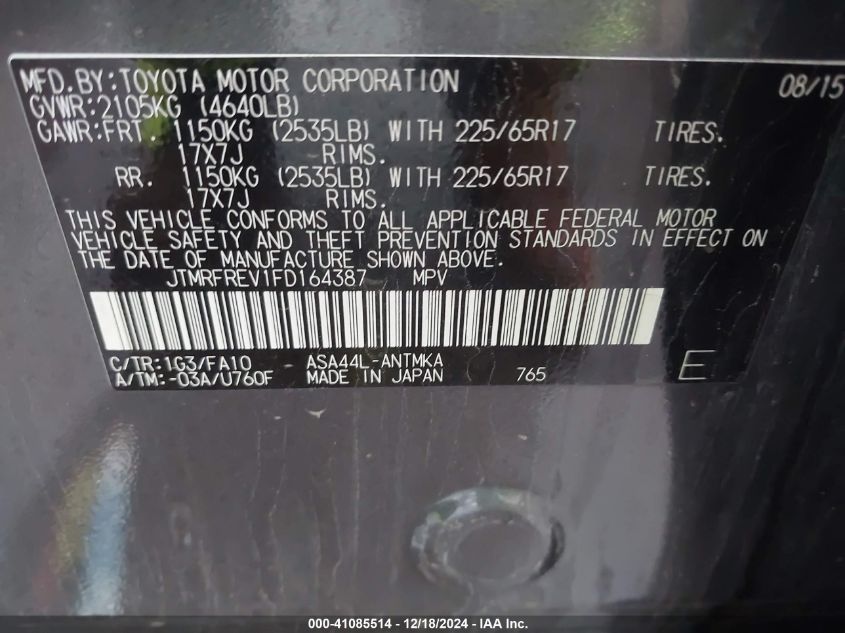 MFD.BY:TOYOTA MOTOR CORPORATION 08/15
GVWR:2105KG (4640LB)
GAWR:FRT. 1150KG (2535LB) WITH 225/65R17 TIRES.
17X7J RIMS.
RR. 1150KG (2535LB) WITH 225/65R17 TIRES.
17X7J RIMS.
THIS VEHICLE CONFORMS TO ALL APPLICABLE FEDERAL MOTOR
VEHICLE SAFETY AND THEFT PREVENTION STANDARDS IN EFFECT ON
THE DATE OF MANUFACTURE SHOWN ABOVE.
JTMRFREV1FD164387 MPV
C/TR:1G3/FA10 ASA44L-ANTMKA
A/TM:-03A/U760F MADE IN JAPAN 765 E
000-41085514 - 12/18/2024 - IAA Inc.